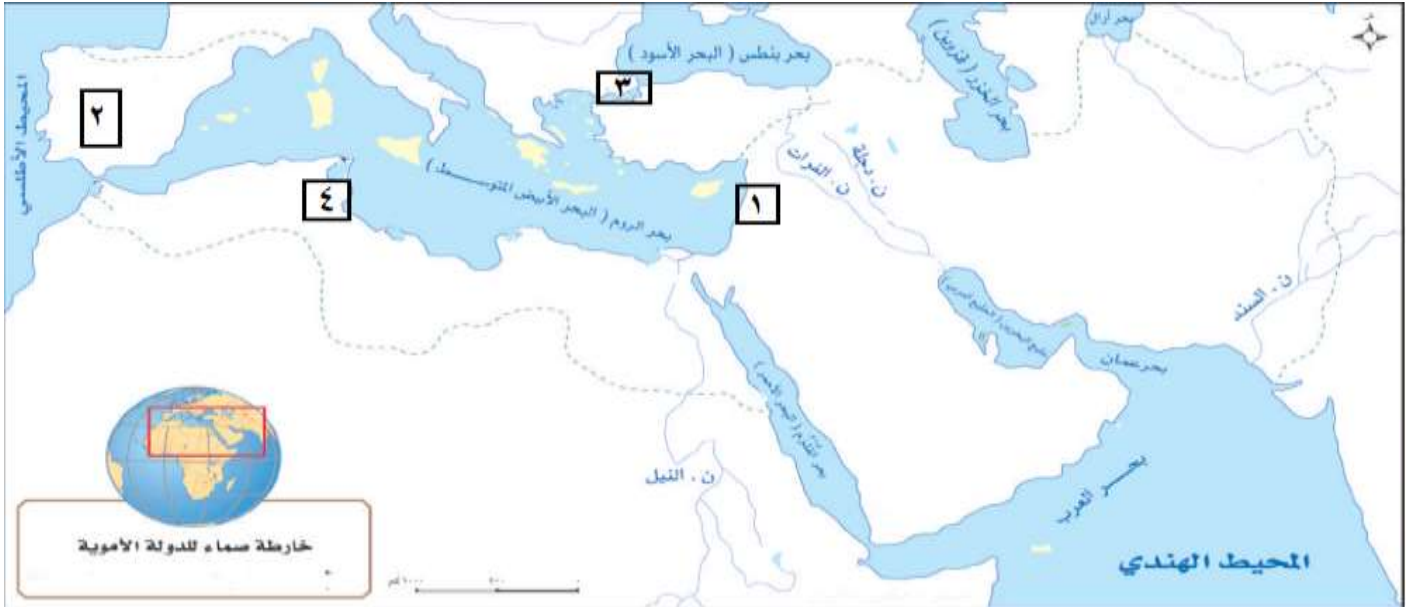 بحر آرال
بحر بنطس ( البحر الأسود )
بحر الخزر ( قزوين )
المحيط الأطلسي
٢
٣
ن. دجلة
ن. الفرات
٤
١
بحر الروم ( البحر الأبيض المتوسط )
ن. السند
بحر عمان
بحر القلزم ( البحر الأحمر )
ن. النيل
بحر العرب
المحيط الهندي
خارطة صماء للدولة الأموية